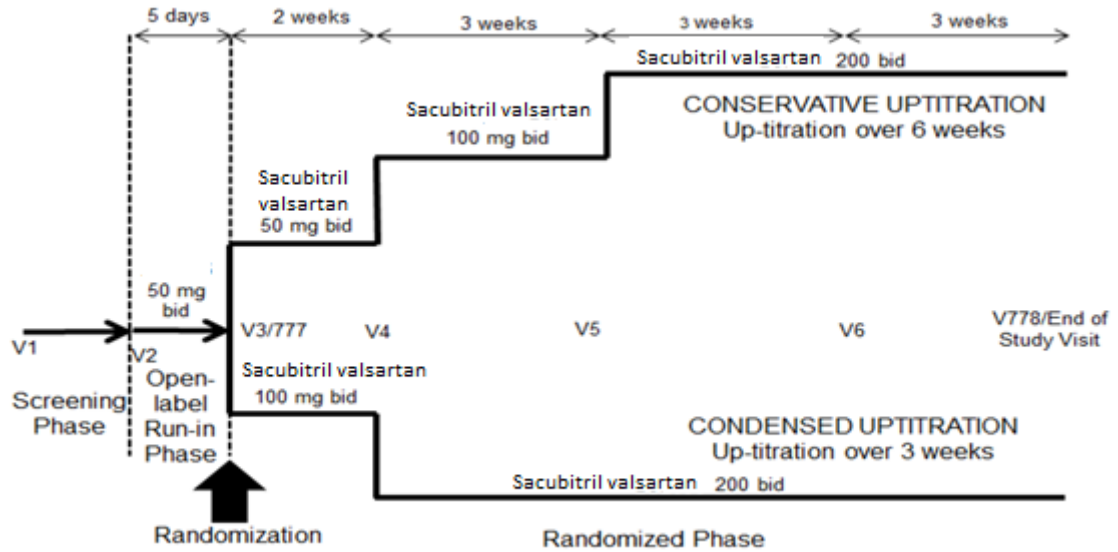 5 days
2 weeks
3 weeks
3 weeks
3 weeks
Sacubitril valsartan 200 bid
CONSERVATIVE UPTITRATION
Up-titration over 6 weeks
Sacubitril valsartan
100 mg bid
Sacubitril
valsartan
50 mg bid
50 mg
bid
V1
V2
V3/777
V4
V5
V6
V778/End of
Study Visit
Screening
Phase
Open-
label
Run-in
Phase
Sacubitril valsartan
100 mg bid
CONDENSED UPTITRATION
Up-titration over 3 weeks
Sacubitril valsartan 200 bid
Randomization
Randomized Phase